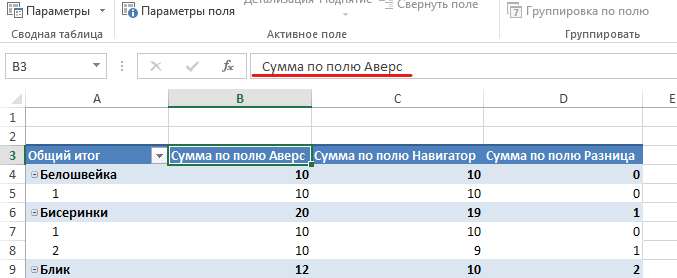 Параметры Параметры поля Детализация Поднятие Свернуть поле Группировка по полю
Сводная таблица Активное поле Группировать
B3 fx Сумма по полю Аверс
A B C D E
1
2
3 Общий итог Сумма по полю Аверс Сумма по полю Навигатор Сумма по полю Разница
4 Белошвейка 10 10 0
5 1 10 10 0
6 Бисеринки 20 19 1
7 1 10 10 0
8 2 10 9 1
9 Блик 12 10 2